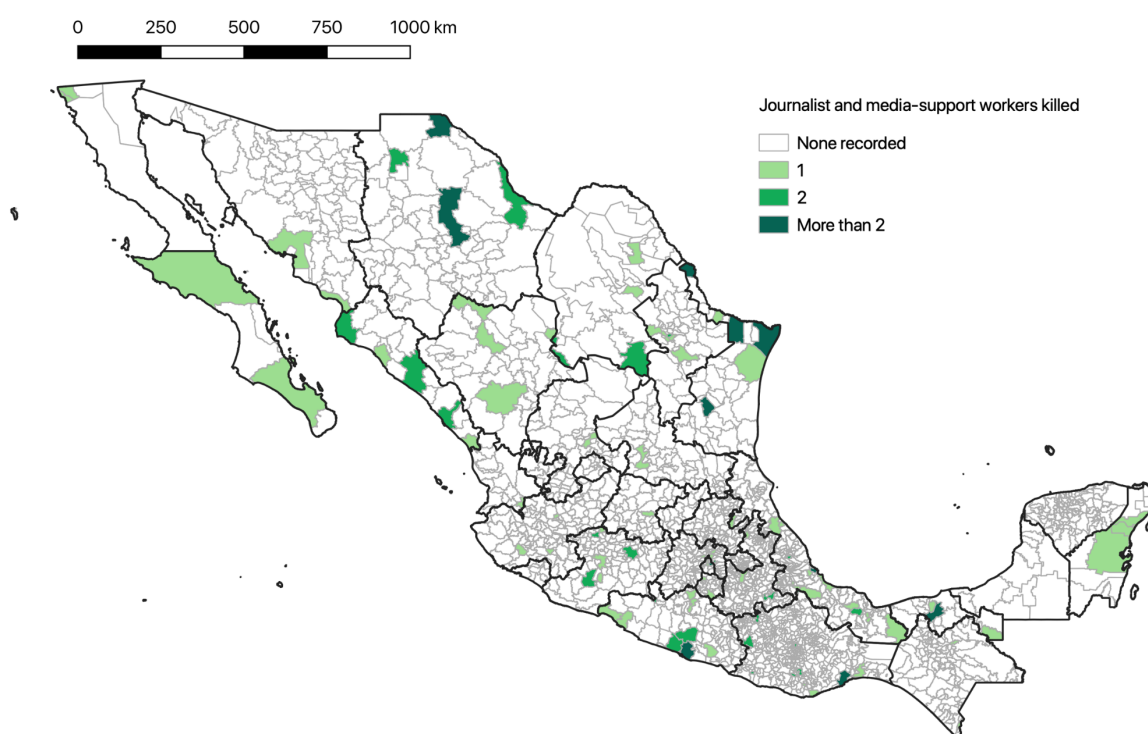 0 250 500 750 1000 km
Journalist and media-support workers killed
None recorded
1
2
More than 2